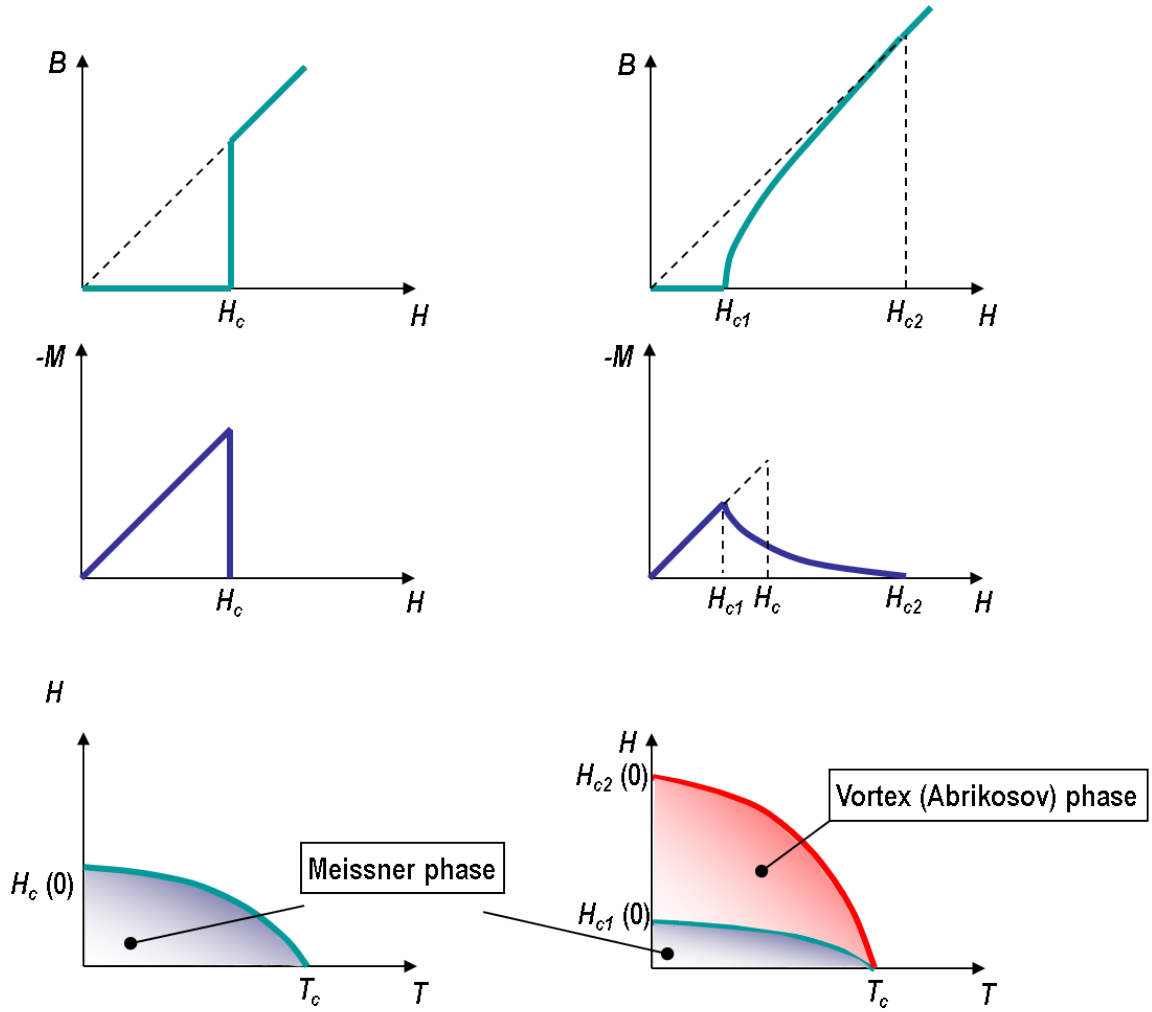 B
H_c
H
B
H_c1
H_c2
H
-M
H_c
H
-M
H_c1
H_c
H_c2
H
H
H_c (0)
Meissner phase
T_c
T
H
H_c2 (0)
Vortex (Abrikosov) phase
H_c1 (0)
T_c
T